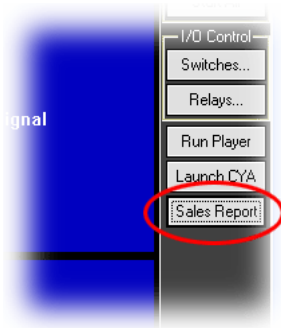 I/O Control
Switches...
Relays...
ignal
Run Player
Launch CYA
Sales Report